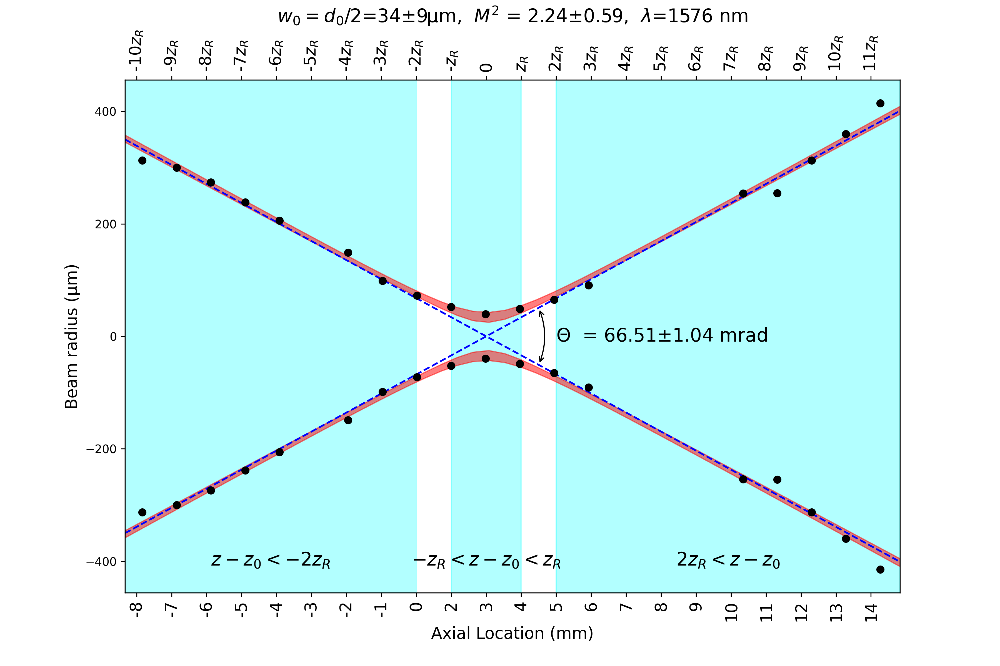 w₀ = d₀/2=34±9μm, M² = 2.24±0.59, λ=1576 nm
-10z_R -9z_R -8z_R -7z_R -6z_R -5z_R -4z_R -3z_R -2z_R -z_R 0 z_R 2z_R 3z_R 4z_R 5z_R 6z_R 7z_R 8z_R 9z_R 10z_R 11z_R
400
200
0
−200
−400
Beam radius (μm)
Θ = 66.51±1.04 mrad
z − z₀ < −2z_R
−z_R < z − z₀ < z_R
2z_R < z − z₀
-8 -7 -6 -5 -4 -3 -2 -1 0 2 3 4 5 6 7 8 9 10 11 12 13 14
Axial Location (mm)